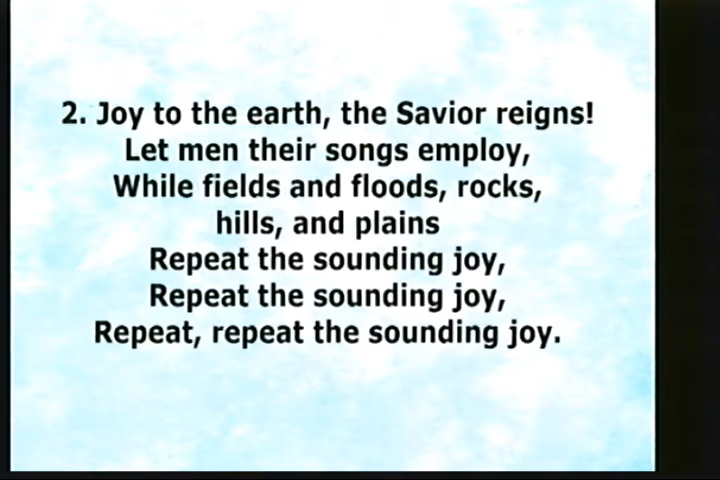 2. Joy to the earth, the Savior reigns!
Let men their songs employ,
While fields and floods, rocks,
hills, and plains
Repeat the sounding joy,
Repeat the sounding joy,
Repeat, repeat the sounding joy.